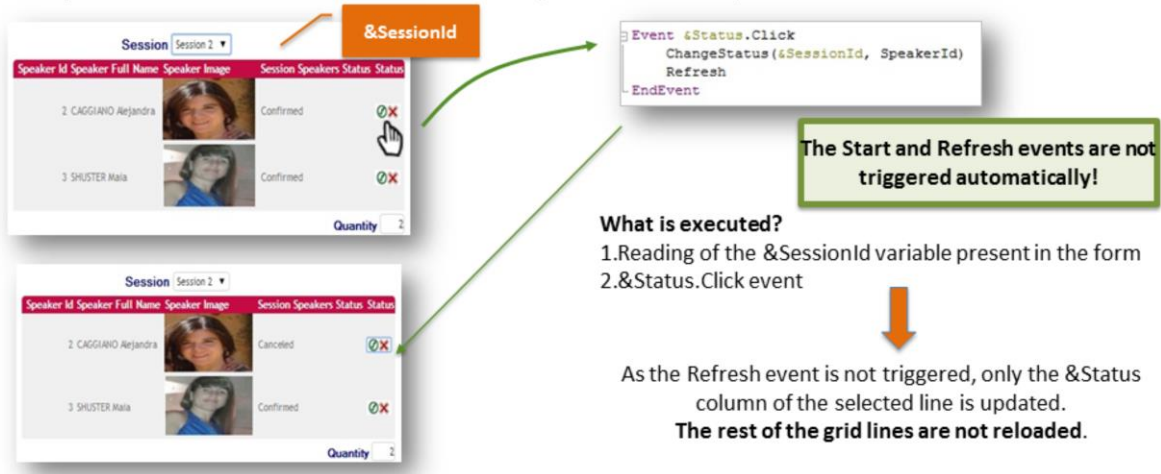 &SessionId
Session Session 2
Speaker Id Speaker Full Name Speaker Image Session Speakers Status Status
2 CAGGIANO Alejandra Confirmed
3 SHUSTER Maia Confirmed
Quantity 2
Event &Status.Click
ChangeStatus(&SessionId, SpeakerId)
Refresh
EndEvent
The Start and Refresh events are not
triggered automatically!
What is executed?
1.Reading of the &SessionId variable present in the form
2.&Status.Click event
As the Refresh event is not triggered, only the &Status
column of the selected line is updated.
The rest of the grid lines are not reloaded.
Session Session 2
Speaker Id Speaker Full Name Speaker Image Session Speakers Status Status
2 CAGGIANO Alejandra Canceled
3 SHUSTER Maia Confirmed
Quantity 2